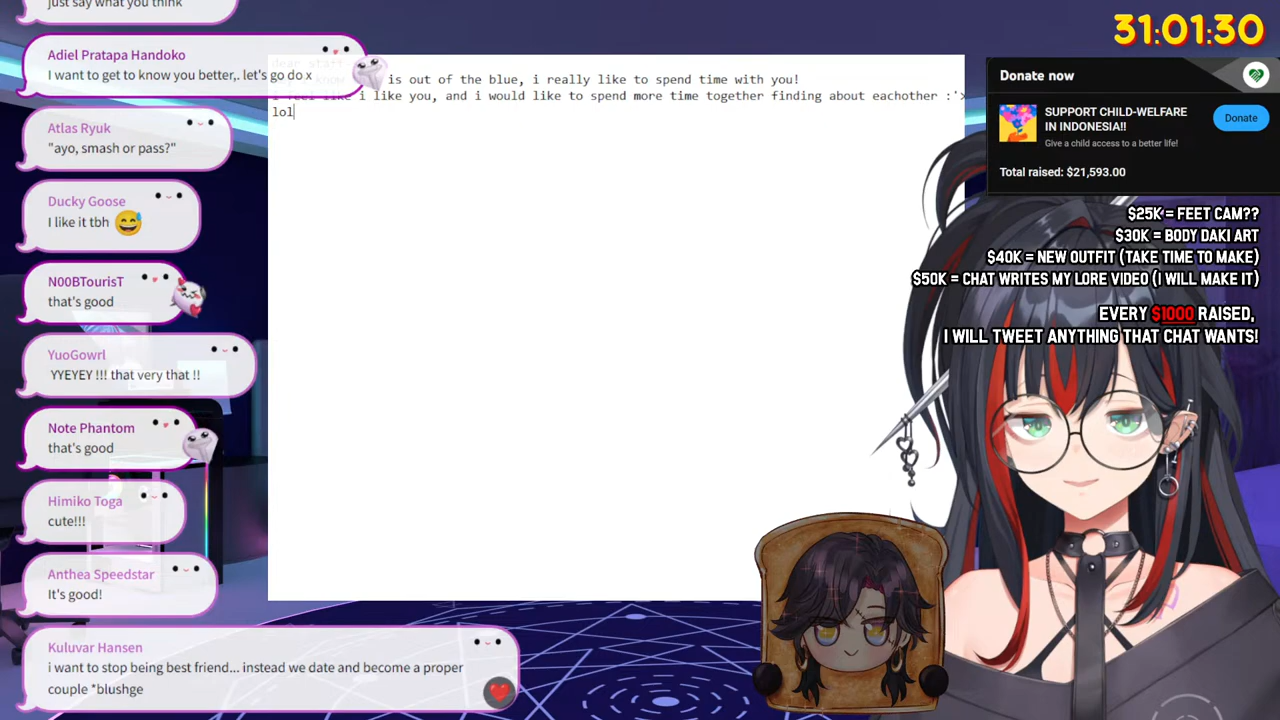 just say what you think
Adiel Pratapa Handoko
I want to get to know you better,. let's go do x
Atlas Ryuk
"ayo, smash or pass?"
Ducky Goose
I like it tbh
N00BTourisT
that's good
YuoGowrl
YYEYEY !!! that very that !!
Note Phantom
that's good
Himiko Toga
cute!!!
Anthea Speedstar
It's good!
Kuluvar Hansen
i want to stop being best friend... instead we date and become a proper
couple *blushge
dear staff
know is out of the blue, i really like to spend time with you!
i feel like i like you, and i would like to spend more time together finding about eachother :'>
lol
31:01:30
Donate now
SUPPORT CHILD-WELFARE
IN INDONESIA!!
Give a child access to a better life!
Donate
Total raised: $21,593.00
$25K = FEET CAM??
$30K = BODY DAKI ART
$40K = NEW OUTFIT (TAKE TIME TO MAKE)
$50K = CHAT WRITES MY LORE VIDEO (I WILL MAKE IT)
EVERY $1000 RAISED,
I WILL TWEET ANYTHING THAT CHAT WANTS!